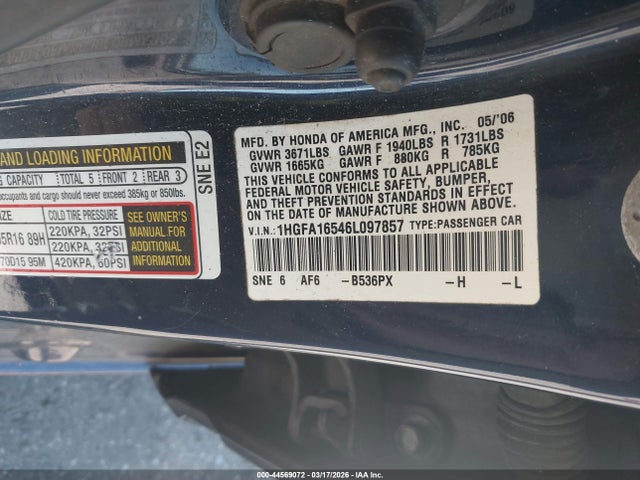 AND LOADING INFORMATION
G CAPACITY TOTAL 5 FRONT 2 REAR 3
occupants and cargo should never exceed 385kg or 850lbs.
SIZE COLD TIRE PRESSURE
5R16 89H 220KPA, 32PSI
220KPA, 32PSI
70D15 95M 420KPA, 60PSI
SEE OWNER'S
MANUAL FOR
ADDITIONAL
INFORMATION
SNE E2
MFD. BY HONDA OF AMERICA MFG., INC. 05/'06
GVWR 3671LBS GAWR F 1940LBS R 1731LBS
GVWR 1665KG GAWR F 880KG R 785KG
THIS VEHICLE CONFORMS TO ALL APPLICABLE
FEDERAL MOTOR VEHICLE SAFETY, BUMPER,
AND THEFT PREVENTION STANDARDS IN EFFECT
ON THE DATE OF MANUFACTURE SHOWN ABOVE.
V.I.N.: 1HGFA16546L097857 TYPE:PASSENGER CAR
SNE 6 AF6 -B536PX -H -L
000-44569072 - 03/17/2026 - IAA Inc.